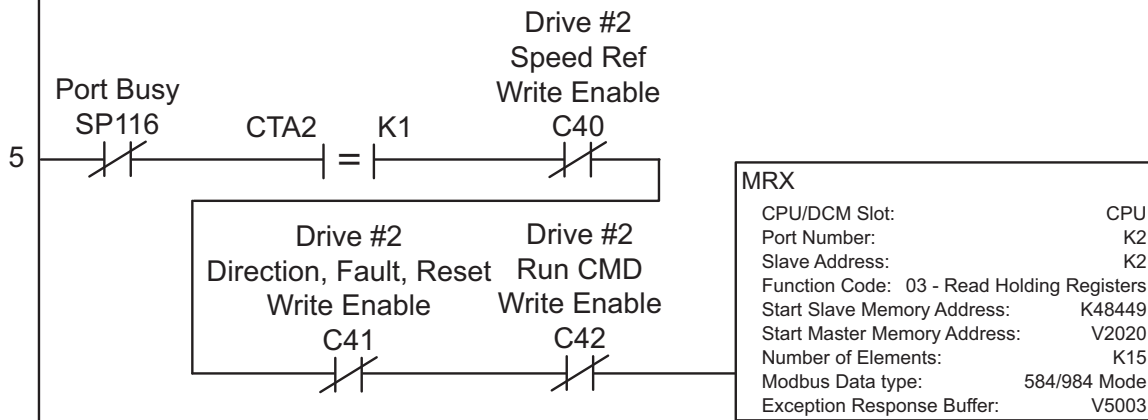 Drive #2
Speed Ref
Write Enable
Port Busy
SP116
CTA2
K1
C40
5
=
Drive #2
Direction, Fault, Reset
Write Enable
C41
Drive #2
Run CMD
Write Enable
C42
MRX
CPU/DCM Slot: CPU
Port Number: K2
Slave Address: K2
Function Code: 03 - Read Holding Registers
Start Slave Memory Address: K48449
Start Master Memory Address: V2020
Number of Elements: K15
Modbus Data type: 584/984 Mode
Exception Response Buffer: V5003